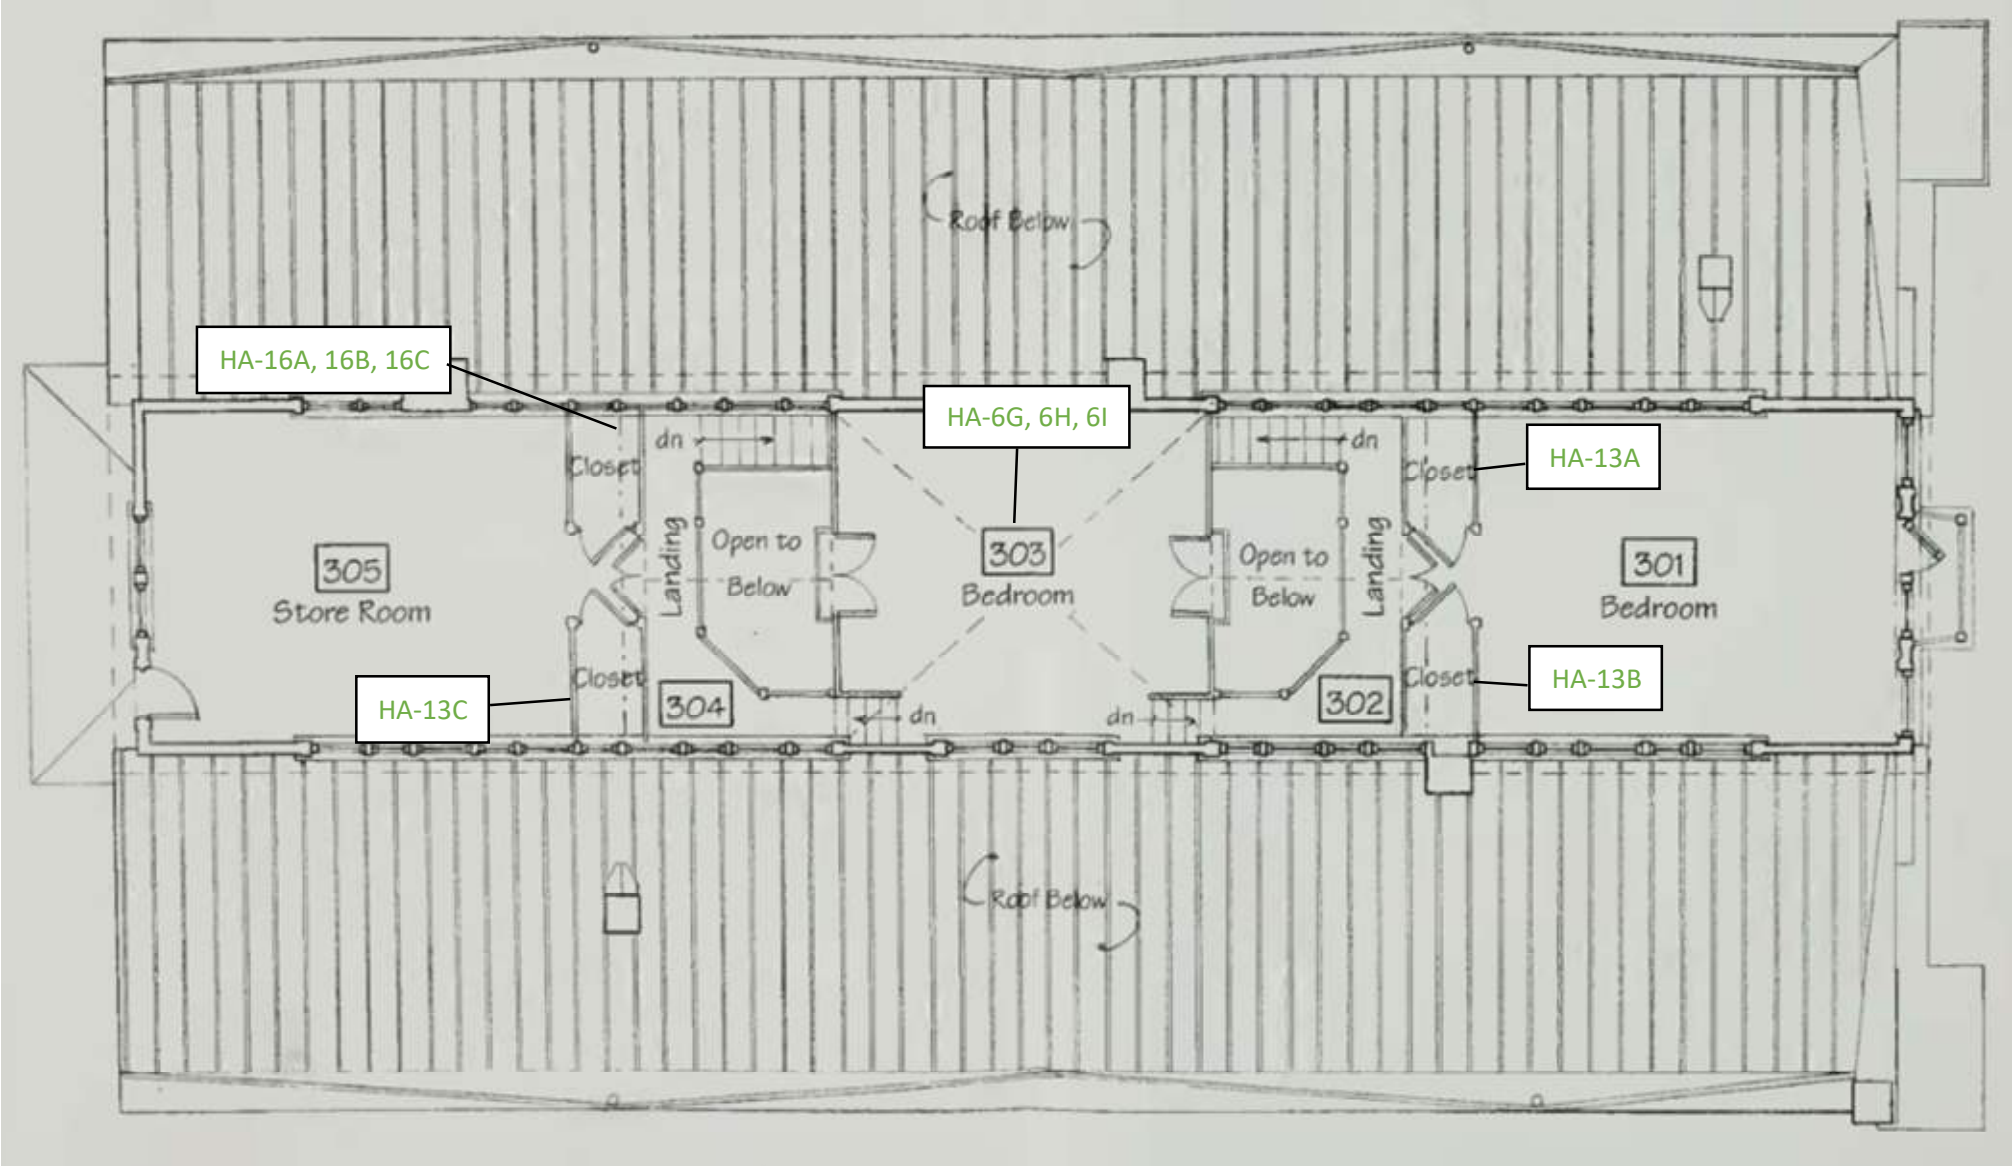 Roof Below
HA-16A, 16B, 16C
HA-6G, 6H, 6I
dn
dn
Closet
Closet
HA-13A
Landing
Open to
Below
303
Bedroom
Open to
Below
Landing
305
Store Room
301
Bedroom
Closet
Closet
HA-13B
HA-13C
304
dn
dn
302
Roof Below